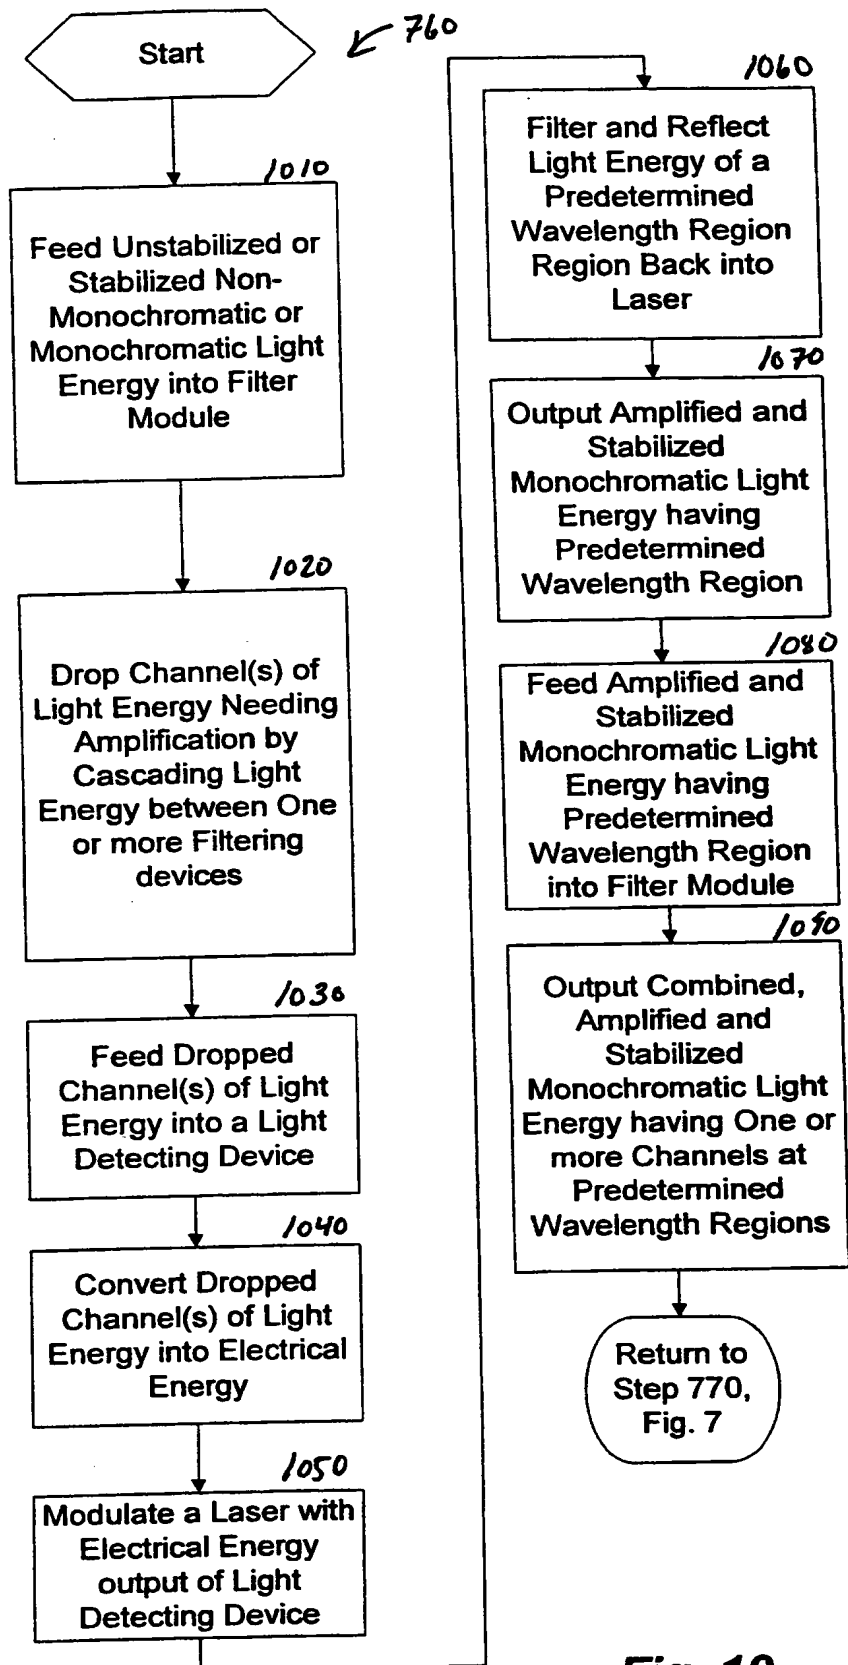 Start
760
1010
Feed Unstabilized or
Stabilized Non-
Monochromatic or
Monochromatic Light
Energy into Filter
Module
1020
Drop Channel(s) of
Light Energy Needing
Amplification by
Cascading Light
Energy between One
or more Filtering
devices
1030
Feed Dropped
Channel(s) of Light
Energy into a Light
Detecting Device
1040
Convert Dropped
Channel(s) of Light
Energy into Electrical
Energy
1050
Modulate a Laser with
Electrical Energy
output of Light
Detecting Device
1060
Filter and Reflect
Light Energy of a
Predetermined
Wavelength Region
Region Back into
Laser
1070
Output Amplified and
Stabilized
Monochromatic Light
Energy having
Predetermined
Wavelength Region
1080
Feed Amplified and
Stabilized
Monochromatic Light
Energy having
Predetermined
Wavelength Region
into Filter Module
1090
Output Combined,
Amplified and
Stabilized
Monochromatic Light
Energy having One or
more Channels at
Predetermined
Wavelength Regions
Return to
Step 770,
Fig. 7